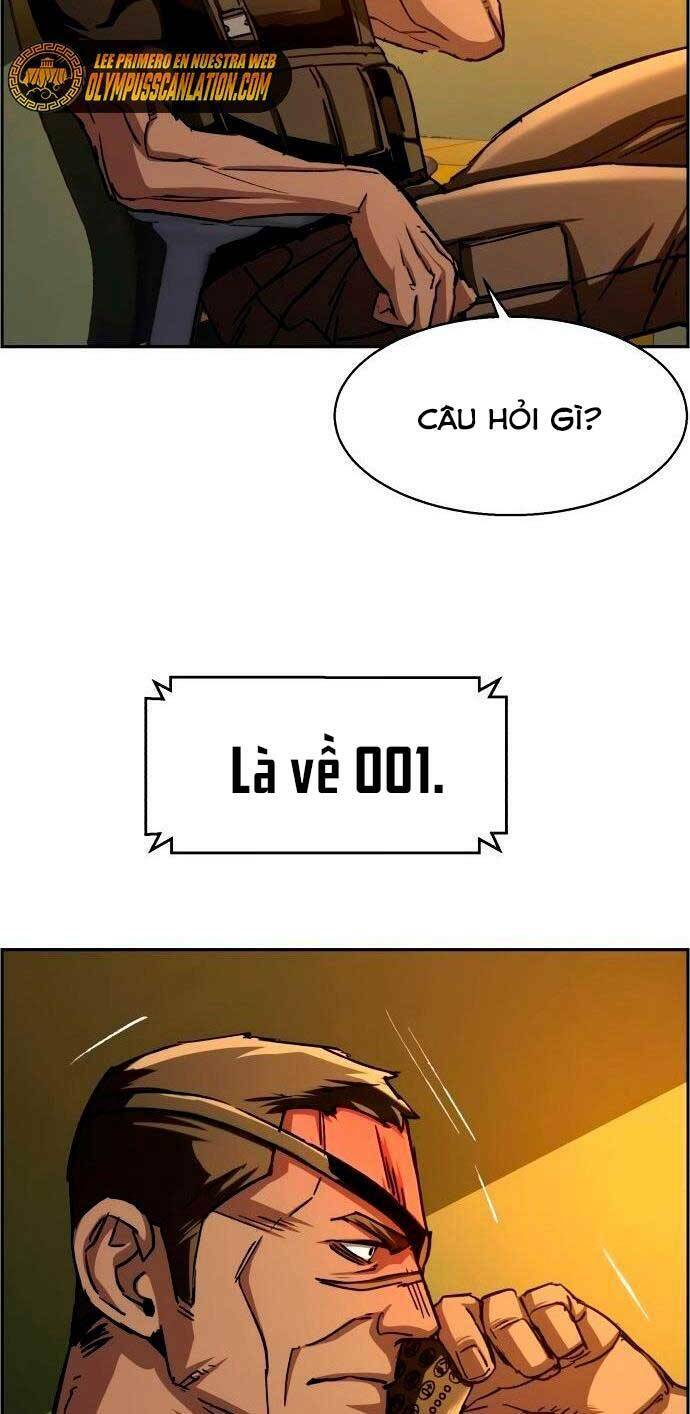 LEE PRIMERO EN NUESTRA WEB
OLYMPUSSCANLATION.COM
CÂU HỎI GÌ?
Là về 001.